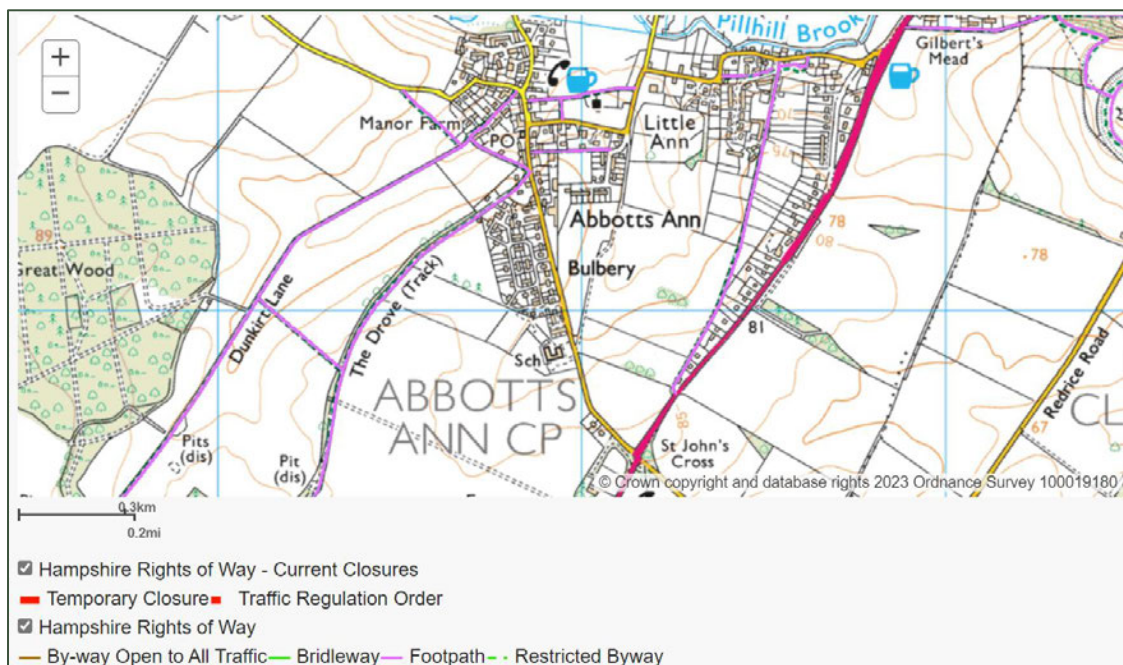 +
−
Pillhill Brook
Gilbert's
Mead
Manor Farm
PO
Little
Ann
70
75
78
80
Abbotts Ann
89
Great Wood
78
Bulbery
Dunkirt Lane
The Drove (Track)
81
Sch
Redrice Road
ABBOTTS
ANN CP
CL
85
67
Pits
(dis)
Pit
(dis)
St John's
Cross
© Crown copyright and database rights 2023 Ordnance Survey 100019180
0.3km
0.2mi
Hampshire Rights of Way - Current Closures
Temporary Closure Traffic Regulation Order
Hampshire Rights of Way
By-way Open to All Traffic Bridleway Footpath Restricted Byway